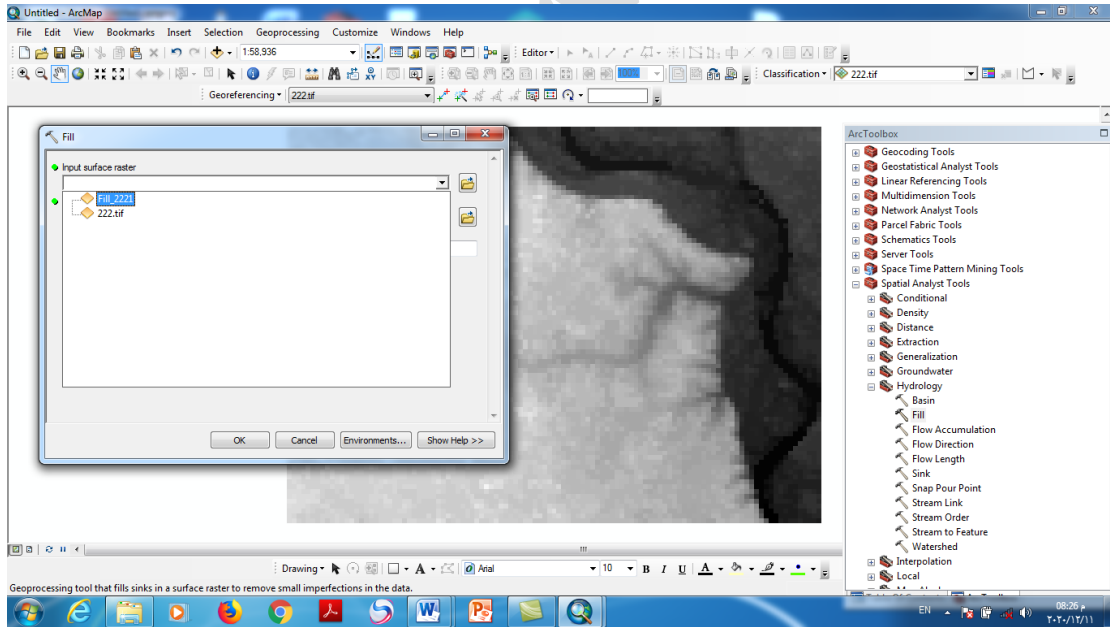 Untitled - ArcMap
File Edit View Bookmarks Insert Selection Geoprocessing Customize Windows Help
1:58,936 Editor
100% Classification 222.tif
Georeferencing 222.tif
Fill
Input surface raster
Fill_2221
222.tif
OK Cancel Environments... Show Help >>
ArcToolbox
Geocoding Tools
Geostatistical Analyst Tools
Linear Referencing Tools
Multidimension Tools
Network Analyst Tools
Parcel Fabric Tools
Schematics Tools
Server Tools
Space Time Pattern Mining Tools
Spatial Analyst Tools
Conditional
Density
Distance
Extraction
Generalization
Groundwater
Hydrology
Basin
Fill
Flow Accumulation
Flow Direction
Flow Length
Sink
Snap Pour Point
Stream Link
Stream Order
Stream to Feature
Watershed
Interpolation
Local
Drawing A Arial 10 B I U A
Geoprocessing tool that fills sinks in a surface raster to remove small imperfections in the data.
EN 08:26 م
٢٠٢٠/١٢/١١